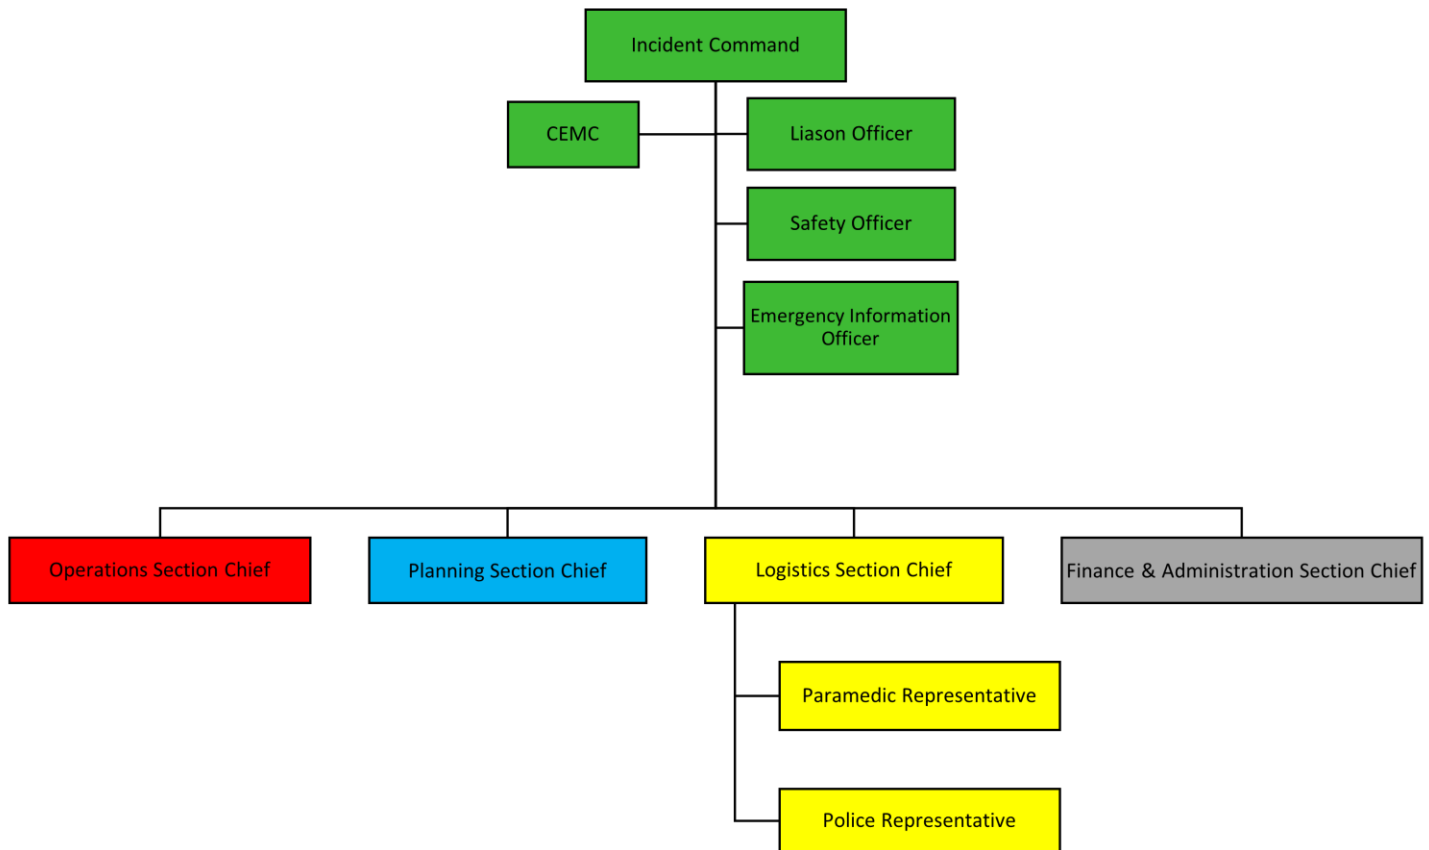 Incident Command
CEMC
Liason Officer
Safety Officer
Emergency Information
Officer
Operations Section Chief
Planning Section Chief
Logistics Section Chief
Finance & Administration Section Chief
Paramedic Representative
Police Representative